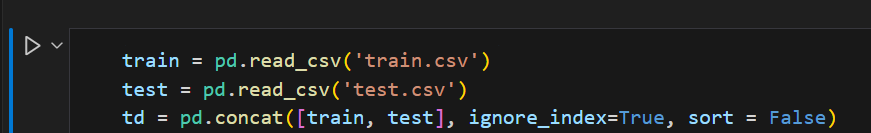 train = pd.read_csv('train.csv')
test = pd.read_csv('test.csv')
td = pd.concat([train, test], ignore_index=True, sort = False)